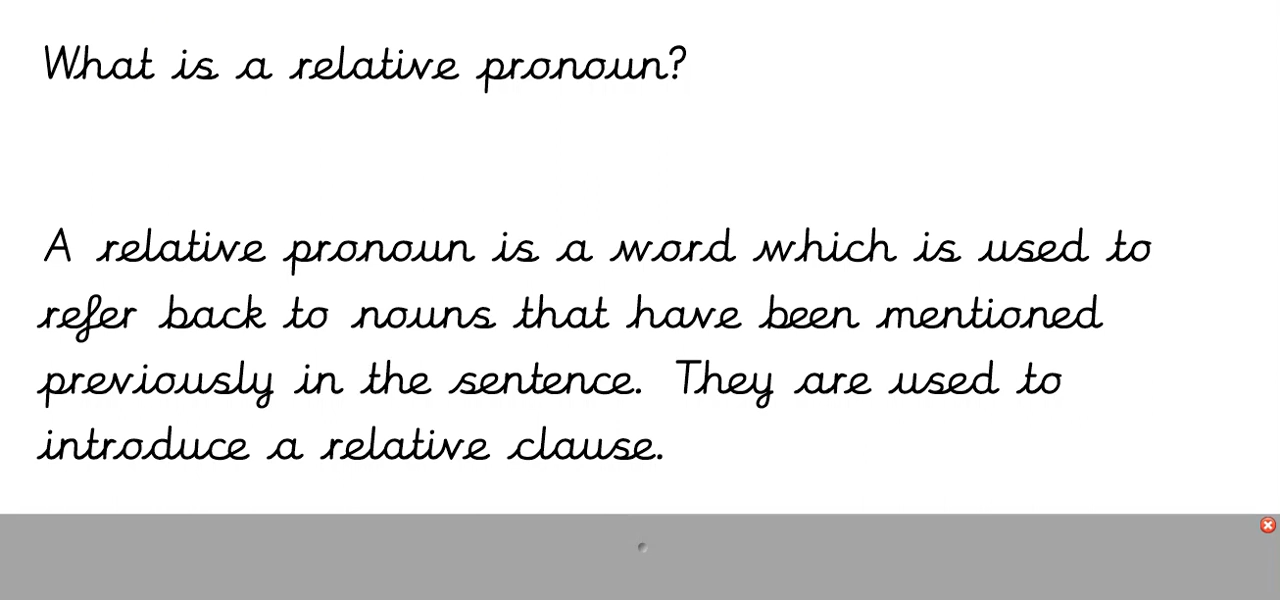 What is a relative pronoun?
A relative pronoun is a word which is used to
refer back to nouns that have been mentioned
previously in the sentence. They are used to
introduce a relative clause.